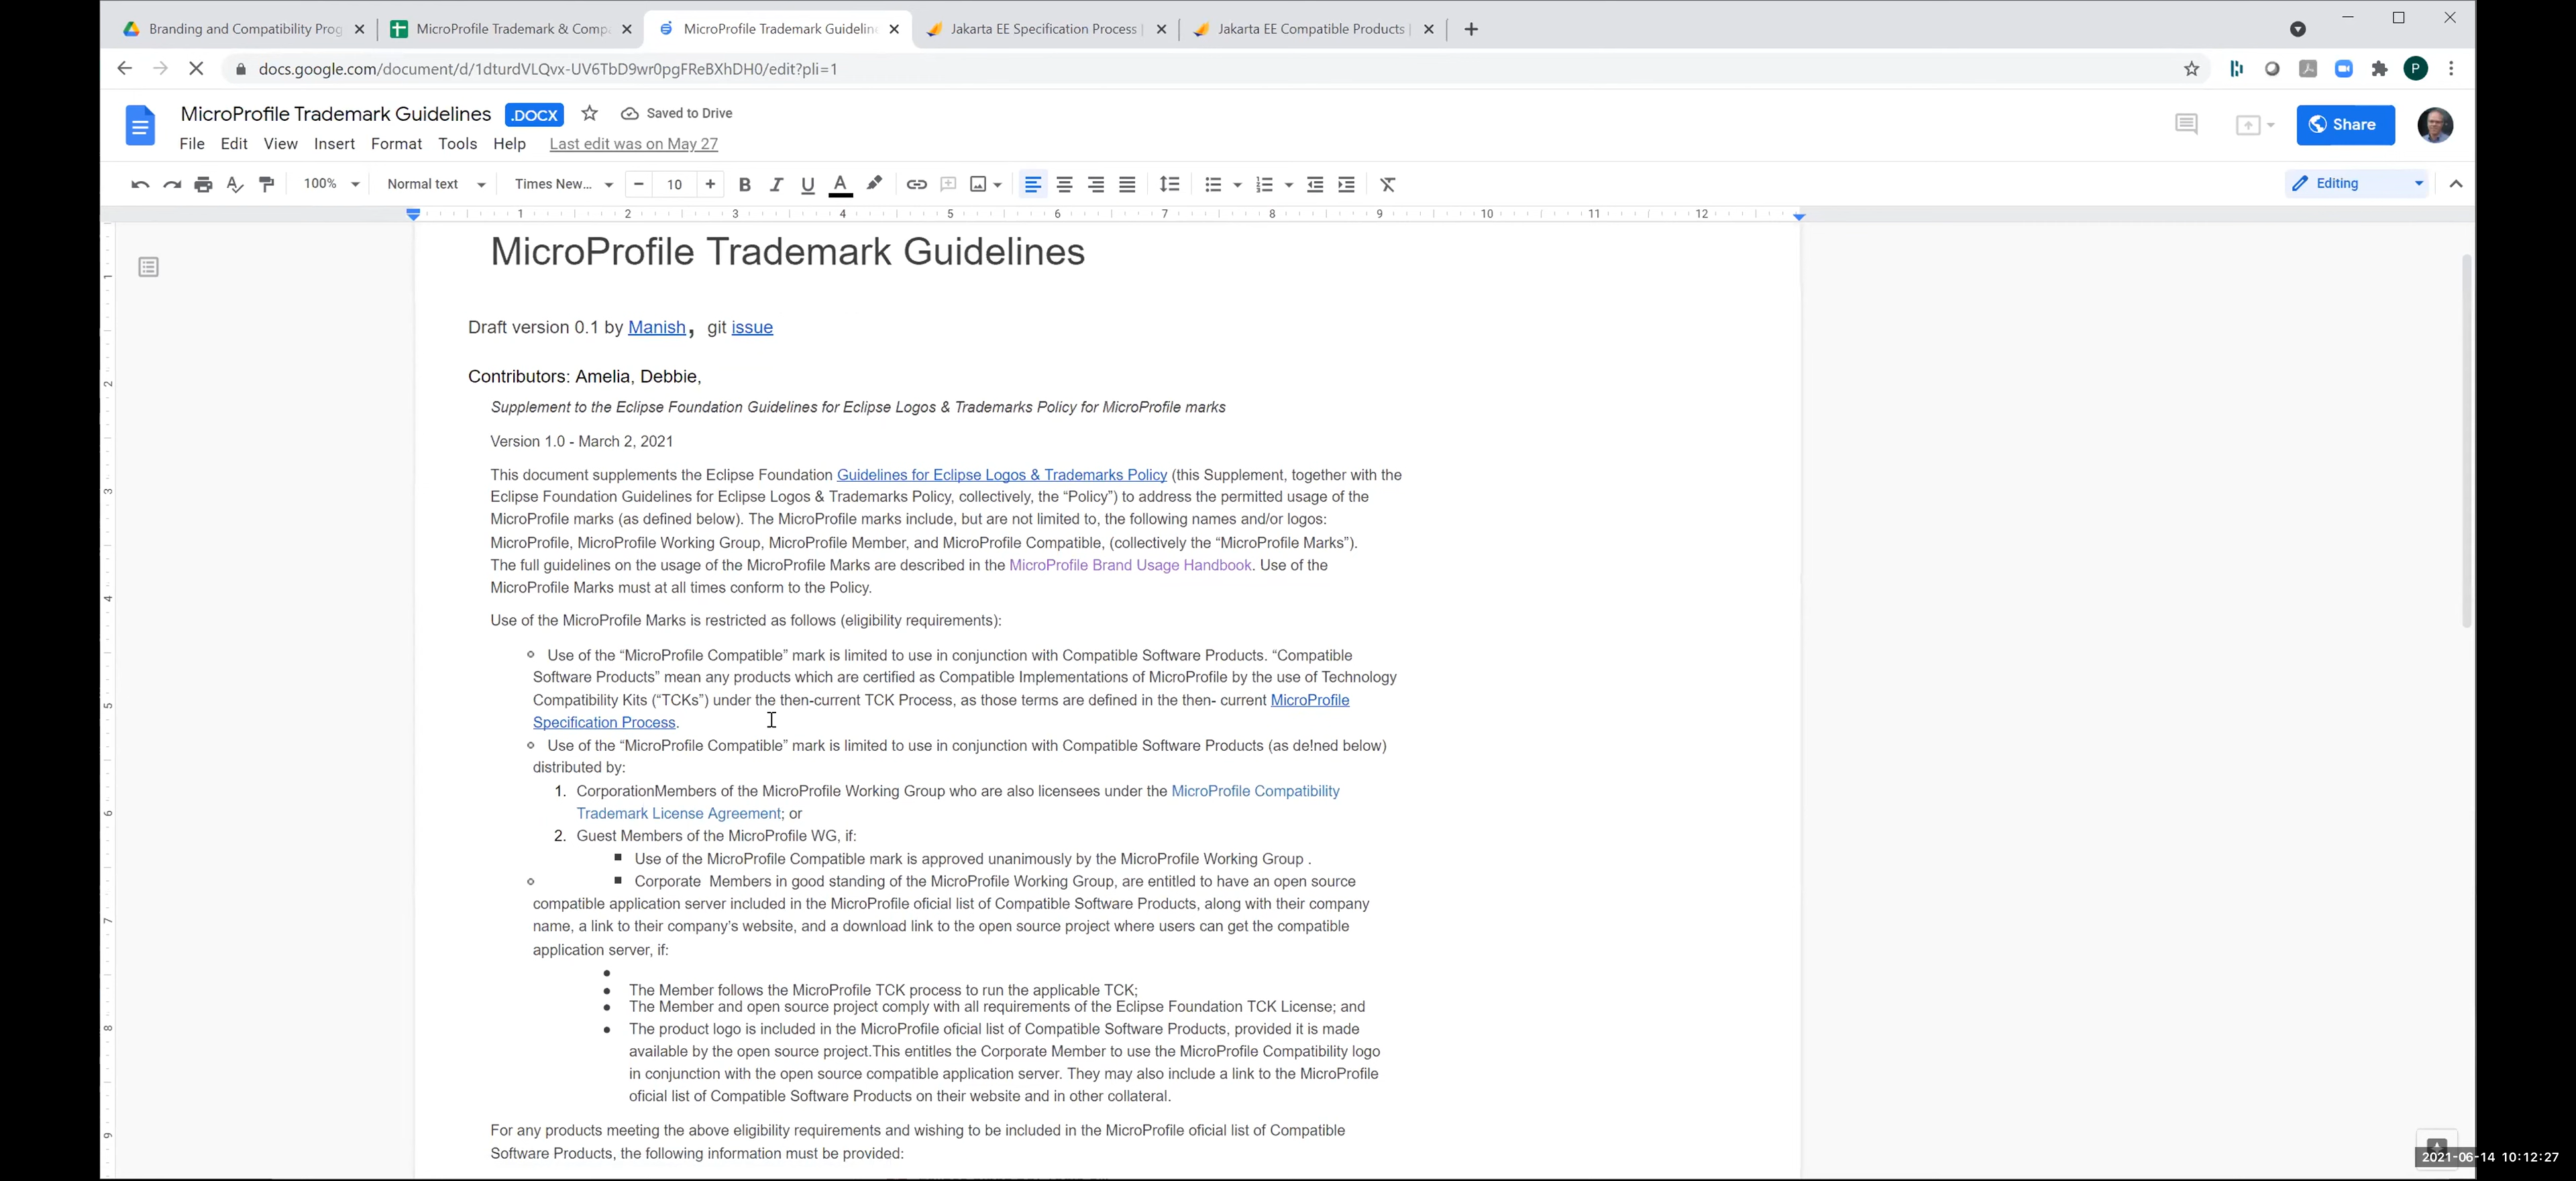 Branding and Compatibility Prog
MicroProfile Trademark & Comp
MicroProfile Trademark Guideline
Jakarta EE Specification Process |
Jakarta EE Compatible Products |
docs.google.com/document/d/1dturdVLQvx-UV6TbD9wr0pgFReBXhDH0/edit?pli=1
P
MicroProfile Trademark Guidelines .DOCX Saved to Drive
File Edit View Insert Format Tools Help Last edit was on May 27
Share
100% Normal text Times New... − 10 + B I U A Editing
1 2 3 4 5 6 7 8 9 10 11 12
MicroProfile Trademark Guidelines
Draft version 0.1 by Manish, git issue
Contributors: Amelia, Debbie,
Supplement to the Eclipse Foundation Guidelines for Eclipse Logos & Trademarks Policy for MicroProfile marks
Version 1.0 - March 2, 2021
This document supplements the Eclipse Foundation Guidelines for Eclipse Logos & Trademarks Policy (this Supplement, together with the
Eclipse Foundation Guidelines for Eclipse Logos & Trademarks Policy, collectively, the “Policy”) to address the permitted usage of the
MicroProfile marks (as defined below). The MicroProfile marks include, but are not limited to, the following names and/or logos:
MicroProfile, MicroProfile Working Group, MicroProfile Member, and MicroProfile Compatible, (collectively the “MicroProfile Marks”).
The full guidelines on the usage of the MicroProfile Marks are described in the MicroProfile Brand Usage Handbook. Use of the
MicroProfile Marks must at all times conform to the Policy.
Use of the MicroProfile Marks is restricted as follows (eligibility requirements):
Use of the “MicroProfile Compatible” mark is limited to use in conjunction with Compatible Software Products. “Compatible
Software Products” mean any products which are certified as Compatible Implementations of MicroProfile by the use of Technology
Compatibility Kits (“TCKs”) under the then-current TCK Process, as those terms are defined in the then- current MicroProfile
Specification Process.
Use of the “MicroProfile Compatible” mark is limited to use in conjunction with Compatible Software Products (as de!ned below)
distributed by:
1. CorporationMembers of the MicroProfile Working Group who are also licensees under the MicroProfile Compatibility
Trademark License Agreement; or
2. Guest Members of the MicroProfile WG, if:
Use of the MicroProfile Compatible mark is approved unanimously by the MicroProfile Working Group .
Corporate Members in good standing of the MicroProfile Working Group, are entitled to have an open source
compatible application server included in the MicroProfile oficial list of Compatible Software Products, along with their company
name, a link to their company’s website, and a download link to the open source project where users can get the compatible
application server, if:
The Member follows the MicroProfile TCK process to run the applicable TCK;
The Member and open source project comply with all requirements of the Eclipse Foundation TCK License; and
The product logo is included in the MicroProfile oficial list of Compatible Software Products, provided it is made
available by the open source project.This entitles the Corporate Member to use the MicroProfile Compatibility logo
in conjunction with the open source compatible application server. They may also include a link to the MicroProfile
oficial list of Compatible Software Products on their website and in other collateral.
For any products meeting the above eligibility requirements and wishing to be included in the MicroProfile oficial list of Compatible
Software Products, the following information must be provided:
1
2
3
4
5
6
7
8
9
2021-06-14 10:12:27